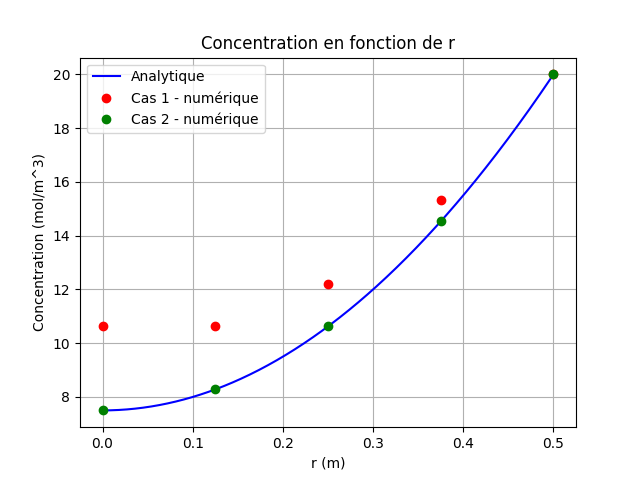 Concentration en fonction de r
Analytique
Cas 1 - numérique
Cas 2 - numérique
Concentration (mol/m^3)
20
18
16
14
12
10
8
0.0 0.1 0.2 0.3 0.4 0.5
r (m)